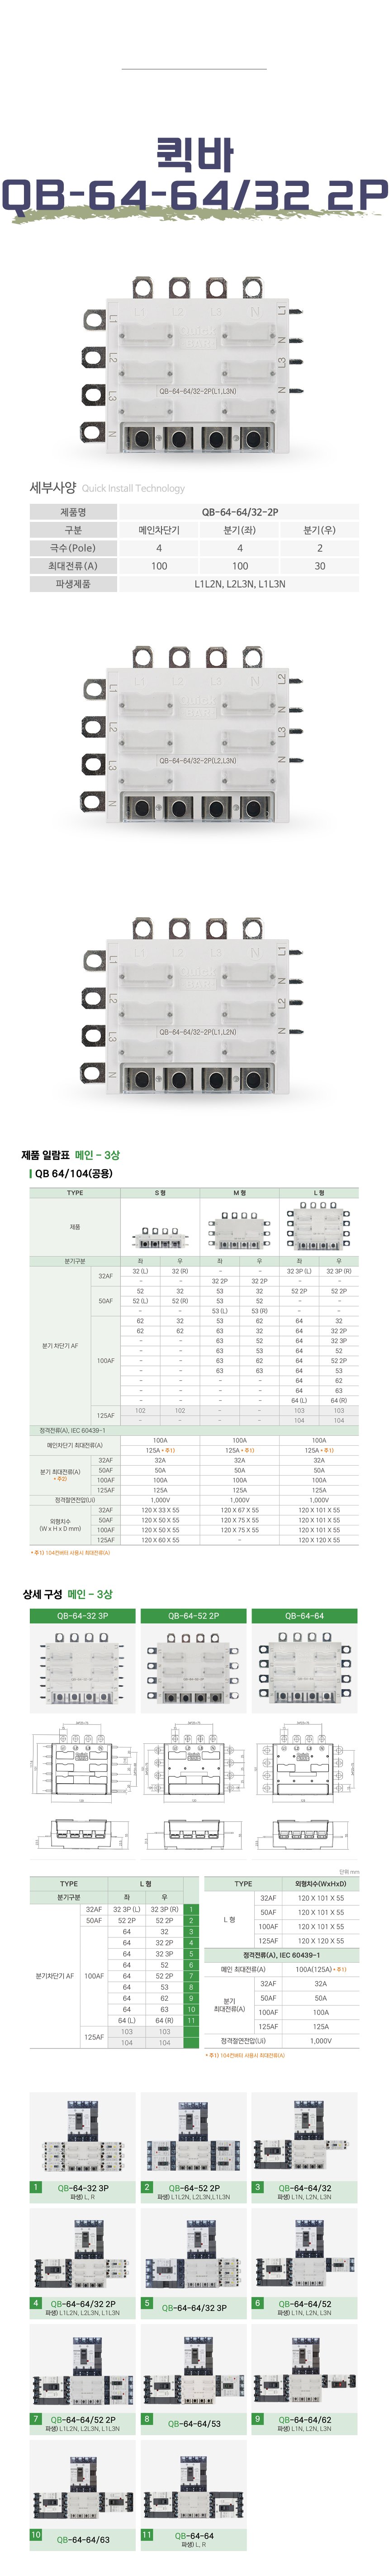 퀵바
QB-64-64/32 2P
L1 L2 L3 N
QB-64-64/32-2P(L1,L3N)
세부사양 Quick Install Technology
제품명 QB-64-64/32-2P
구분 메인차단기 분기(좌) 분기(우)
극수(Pole) 4 4 2
최대전류(A) 100 100 30
파생제품 L1L2N, L2L3N, L1L3N
L1 L2 L3 N
QB-64-64/32-2P(L2,L3N)
L1 L2 L3 N
QB-64-64/32-2P(L1,L2N)
제품 일람표 메인 - 3상
QB 64/104(공용)
TYPE S 형 M 형 L 형
제품
분기구분 좌 우 좌 우 좌 우
분기 차단기 AF
32AF 32 (L) 32 (R) - - 32 3P (L) 32 3P (R)
- - 32 2P 32 2P - -
50AF 52 32 53 32 52 2P 52 2P
52 (L) 52 (R) 53 52 - -
- - 53 (L) 53 (R) - -
100AF 62 32 53 62 64 32
62 62 63 32 64 32 2P
- - 63 52 64 32 3P
- - 63 53 64 52
- - 63 62 64 52 2P
- - 63 63 64 53
- - - - 64 62
- - - - 64 63
- - - - 64 (L) 64 (R)
125AF 102 102 - - 103 103
- - - - 104 104
정격전류(A), IEC 60439-1
메인차단기 최대전류(A) 100A 100A 100A
125A *주1) 125A *주1) 125A *주1)
분기 최대전류(A) *주2)
32AF 32A 32A 32A
50AF 50A 50A 50A
100AF 100A 100A 100A
125AF 125A 125A 125A
정격절연전압(Ui) 1,000V 1,000V 1,000V
외형치수 (W x H x D mm)
32AF 120 X 33 X 55 120 X 67 X 55 120 X 101 X 55
50AF 120 X 50 X 55 120 X 75 X 55 120 X 101 X 55
100AF 120 X 50 X 55 120 X 75 X 55 120 X 101 X 55
125AF 120 X 60 X 55 - 120 X 120 X 55
*주1) 104컨버터 사용시 최대전류(A)
상세 구성 메인 - 3상
QB-64-32 3P QB-64-52 2P QB-64-64
단위 mm
TYPE L 형
분기구분 좌 우
분기차단기 AF
32AF 32 3P (L) 32 3P (R) 1
50AF 52 2P 52 2P 2
100AF 64 32 3
64 32 2P 4
64 32 3P 5
64 52 6
64 52 2P 7
64 53 8
64 62 9
64 63 10
64 (L) 64 (R) 11
125AF 103 103
104 104
TYPE 외형치수(WxHxD)
L 형
32AF 120 X 101 X 55
50AF 120 X 101 X 55
100AF 120 X 101 X 55
125AF 120 X 120 X 55
정격전류(A), IEC 60439-1
메인 최대전류(A) 100A(125A) *주1)
분기 최대전류(A)
32AF 32A
50AF 50A
100AF 100A
125AF 125A
정격절연전압(Ui) 1,000V
*주1) 104컨버터 사용시 최대전류(A)
1 QB-64-32 3P
파생) L, R
2 QB-64-52 2P
파생) L1L2N, L2L3N,L1L3N
3 QB-64-64/32
파생) L1N, L2N, L3N
4 QB-64-64/32 2P
파생) L1L2N, L2L3N, L1L3N
5 QB-64-64/32 3P
6 QB-64-64/52
파생) L1N, L2N, L3N
7 QB-64-64/52 2P
파생) L1L2N, L2L3N, L1L3N
8 QB-64-64/53
9 QB-64-64/62
파생) L1N, L2N, L3N
10 QB-64-64/63
11 QB-64-64
파생) L, R